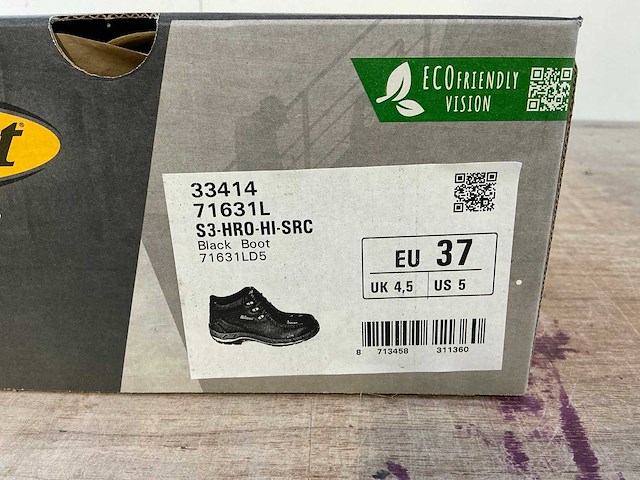 t
ECOFRIENDLY
VISION
33414
71631L
S3-HRO-HI-SRC
Black Boot
71631LD5
EU 37
UK 4,5 US 5
8 713458 311360